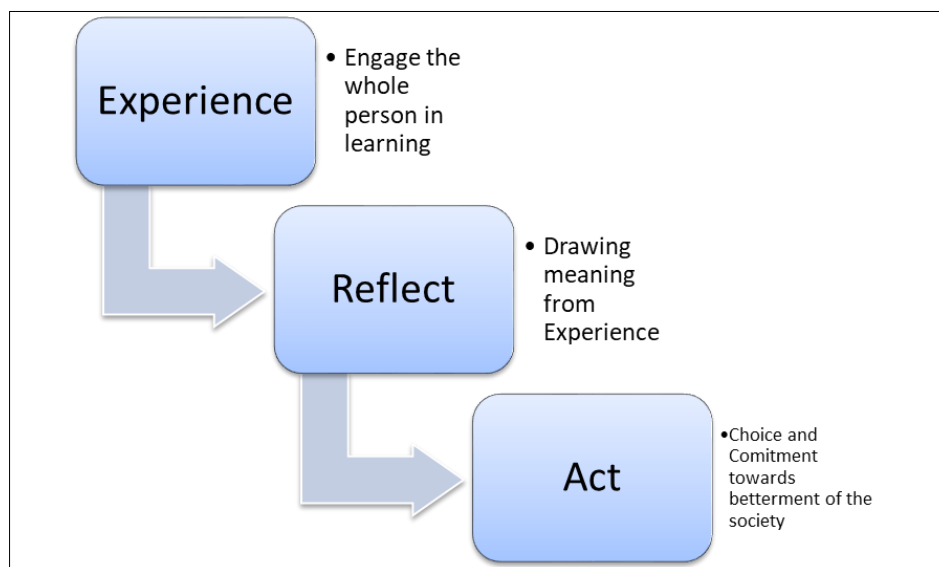 Experience
• Engage the
whole
person in
learning
Reflect
• Drawing
meaning
from
Experience
Act
•Choice and
Comitment
towards
betterment of the
society